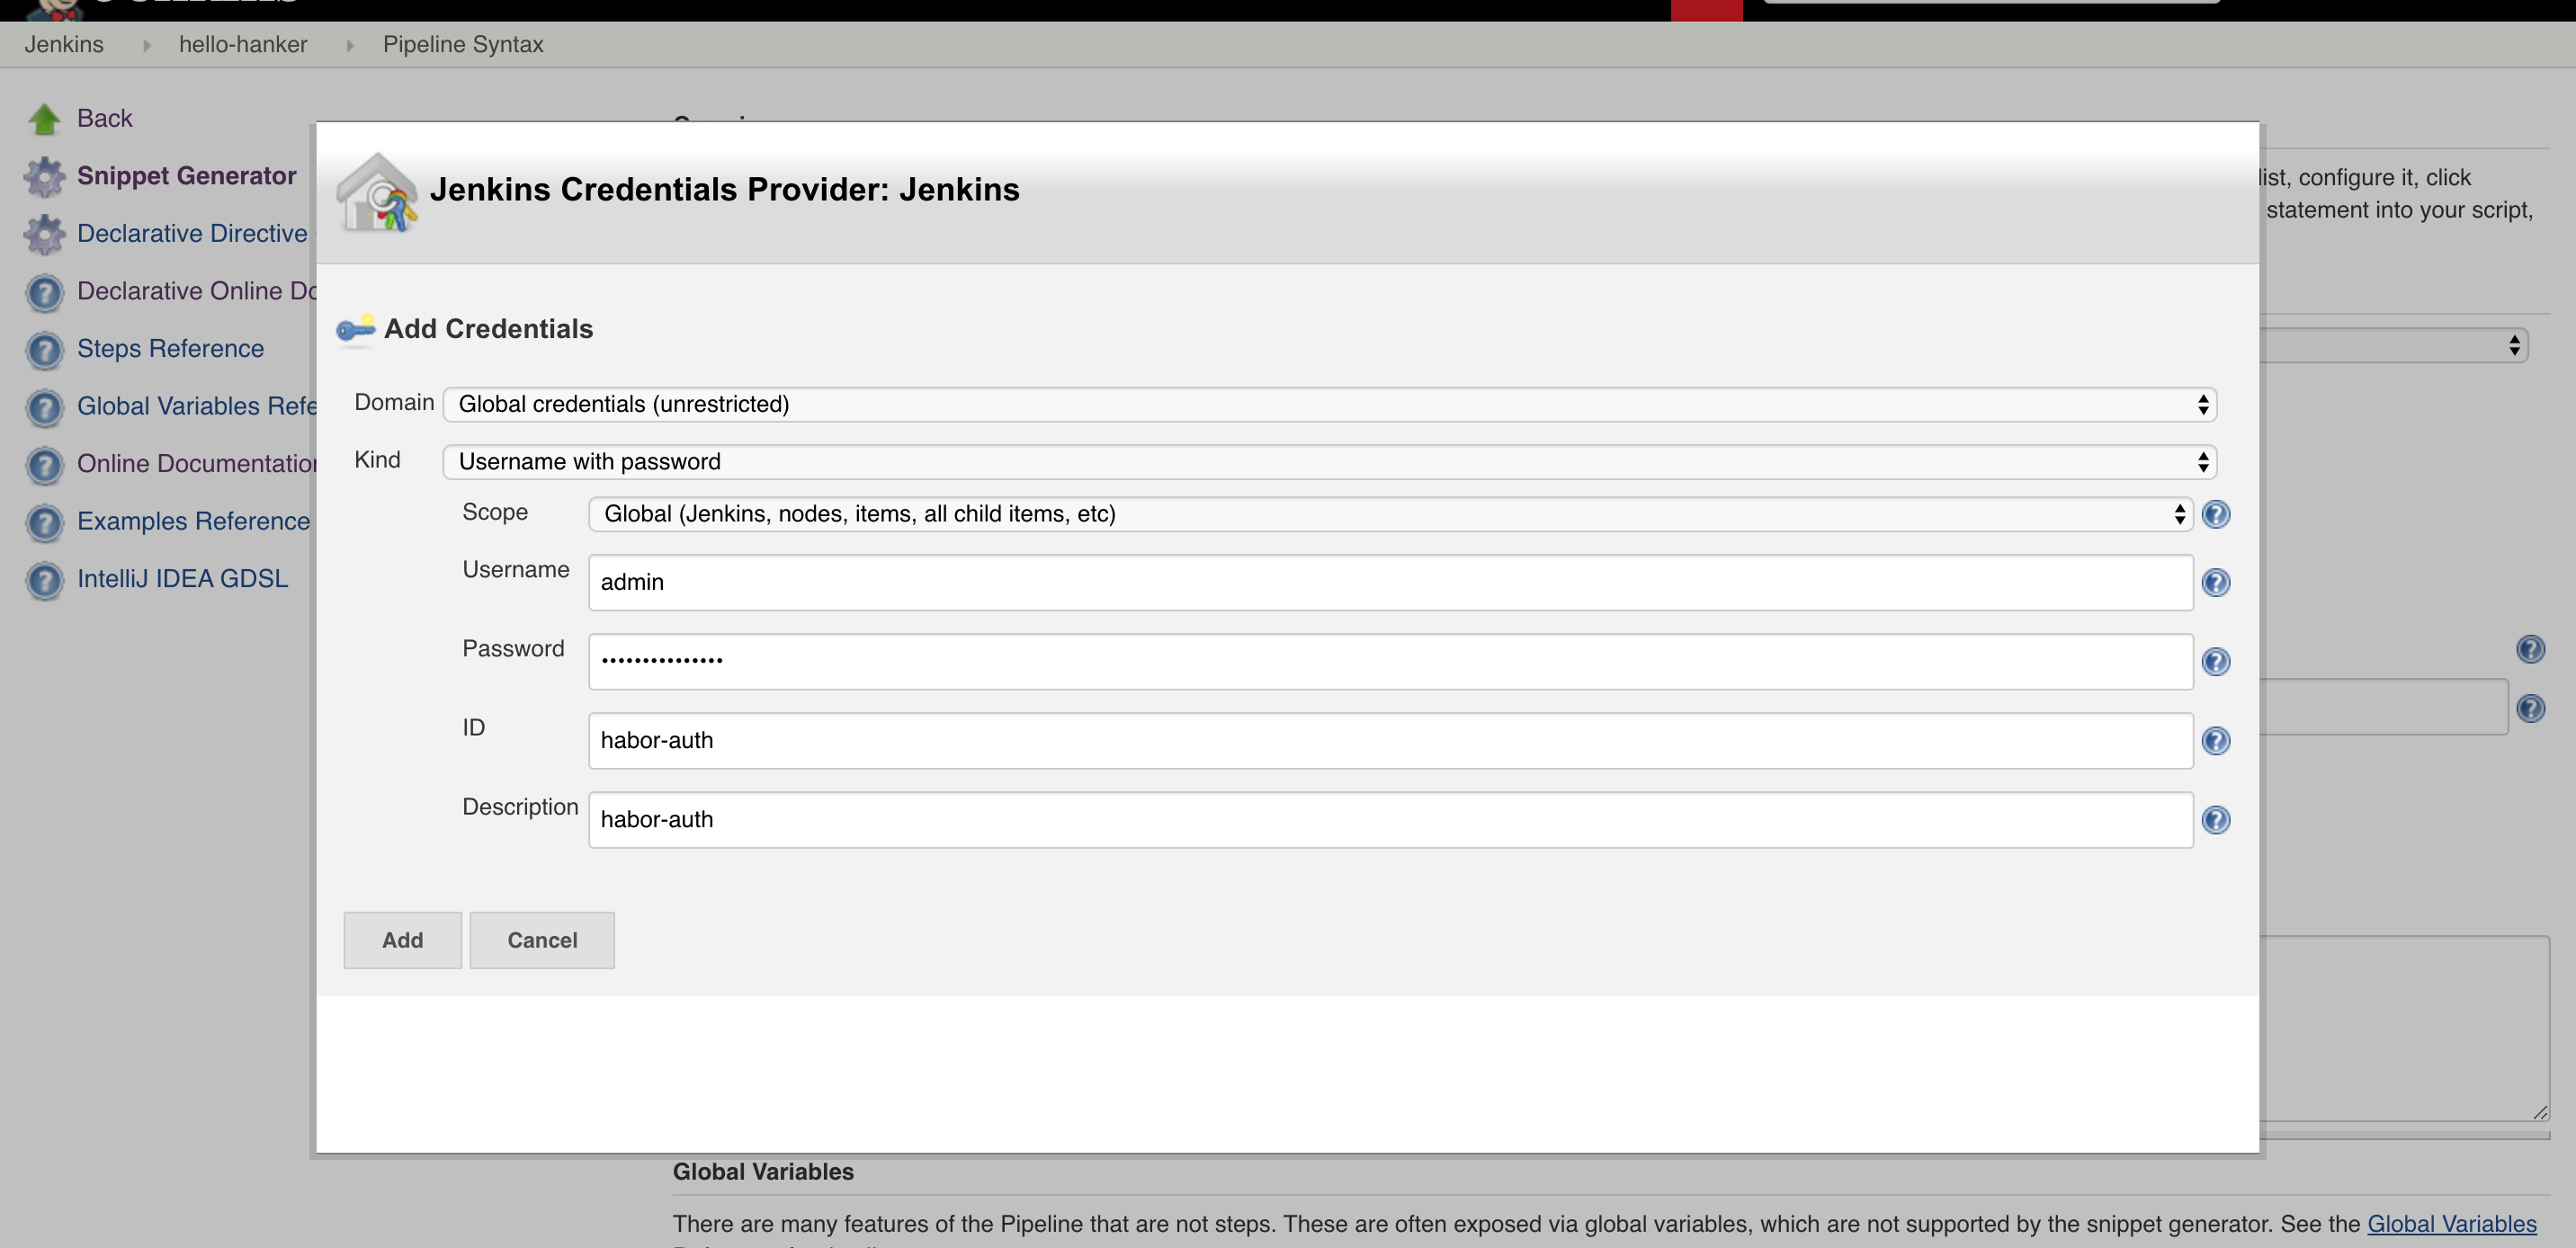 Jenkins hello-hanker Pipeline Syntax
Back
Snippet Generator
Declarative Directive
Declarative Online
Steps Reference
Global Variables
Online
Examples Reference
IntelliJ IDEA GDSL
list, configure it, click
statement into your script,
Jenkins Credentials Provider: Jenkins
Add Credentials
Domain Global credentials (unrestricted)
Kind Username with password
Scope Global (Jenkins, nodes, items, all child items, etc)
Username admin
Password •••••••••••••••
ID habor-auth
Description habor-auth
Add Cancel
Global Variables
There are many features of the Pipeline that are not steps. These are often exposed via global variables, which are not supported by the snippet generator. See the Global Variables